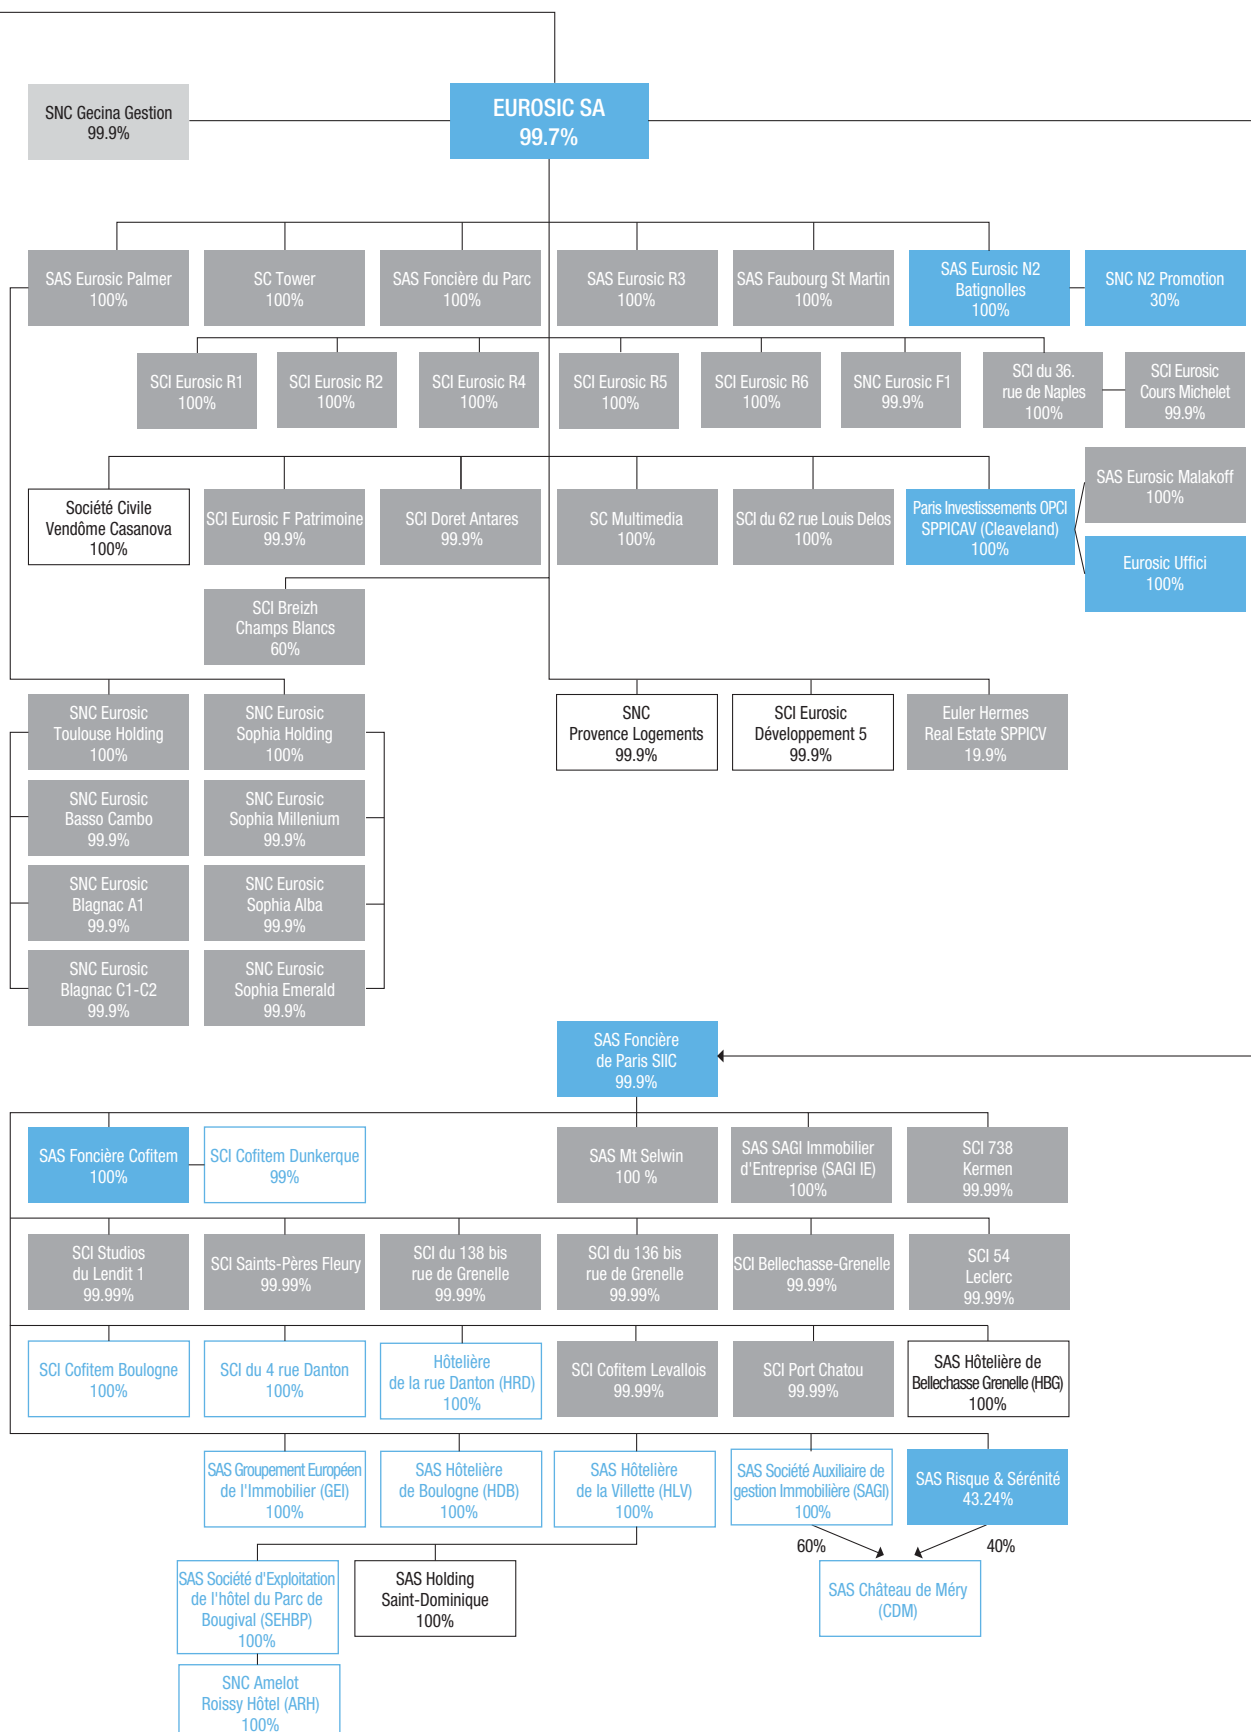 SNC Gecina Gestion
99.9%
EUROSIC SA
99.7%
SAS Eurosic Palmer
100%
SC Tower
100%
SAS Foncière du Parc
100%
SAS Eurosic R3
100%
SAS Faubourg St Martin
100%
SAS Eurosic N2
Batignolles
100%
SNC N2 Promotion
30%
SCI Eurosic R1
100%
SCI Eurosic R2
100%
SCI Eurosic R4
100%
SCI Eurosic R5
100%
SCI Eurosic R6
100%
SNC Eurosic F1
99.9%
SCI du 36.
rue de Naples
100%
SCI Eurosic
Cours Michelet
99.9%
Société Civile
Vendôme Casanova
100%
SCI Eurosic F Patrimoine
99.9%
SCI Doret Antares
99.9%
SC Multimedia
100%
SCI du 62 rue Louis Delos
100%
Paris Investissements OPCI
SPPICAV (Cleaveland)
100%
SAS Eurosic Malakoff
100%
Eurosic Uffici
100%
SCI Breizh
Champs Blancs
60%
SNC Eurosic
Toulouse Holding
100%
SNC Eurosic
Sophia Holding
100%
SNC
Provence Logements
99.9%
SCI Eurosic
Développement 5
99.9%
Euler Hermes
Real Estate SPPICV
19.9%
SNC Eurosic
Basso Cambo
99.9%
SNC Eurosic
Sophia Millenium
99.9%
SNC Eurosic
Blagnac A1
99.9%
SNC Eurosic
Sophia Alba
99.9%
SNC Eurosic
Blagnac C1-C2
99.9%
SNC Eurosic
Sophia Emerald
99.9%
SAS Foncière
de Paris SIIC
99.9%
SAS Foncière Cofitem
100%
SCI Cofitem Dunkerque
99%
SAS Mt Selwin
100 %
SAS SAGI Immobilier
d'Entreprise (SAGI IE)
100%
SCI 738
Kermen
99.99%
SCI Studios
du Lendit 1
99.99%
SCI Saints-Pères Fleury
99.99%
SCI du 138 bis
rue de Grenelle
99.99%
SCI du 136 bis
rue de Grenelle
99.99%
SCI Bellechasse-Grenelle
99.99%
SCI 54
Leclerc
99.99%
SCI Cofitem Boulogne
100%
SCI du 4 rue Danton
100%
Hôtelière
de la rue Danton (HRD)
100%
SCI Cofitem Levallois
99.99%
SCI Port Chatou
99.99%
SAS Hôtelière de
Bellechasse Grenelle (HBG)
100%
SAS Groupement Européen
de l'Immobilier (GEI)
100%
SAS Hôtelière
de Boulogne (HDB)
100%
SAS Hôtelière
de la Villette (HLV)
100%
SAS Société Auxiliaire de
gestion Immobilière (SAGI)
100%
SAS Risque & Sérénité
43.24%
60%
40%
SAS Société d'Exploitation
de l'hôtel du Parc de
Bougival (SEHBP)
100%
SAS Holding
Saint-Dominique
100%
SAS Château de Méry
(CDM)
SNC Amelot
Roissy Hôtel (ARH)
100%